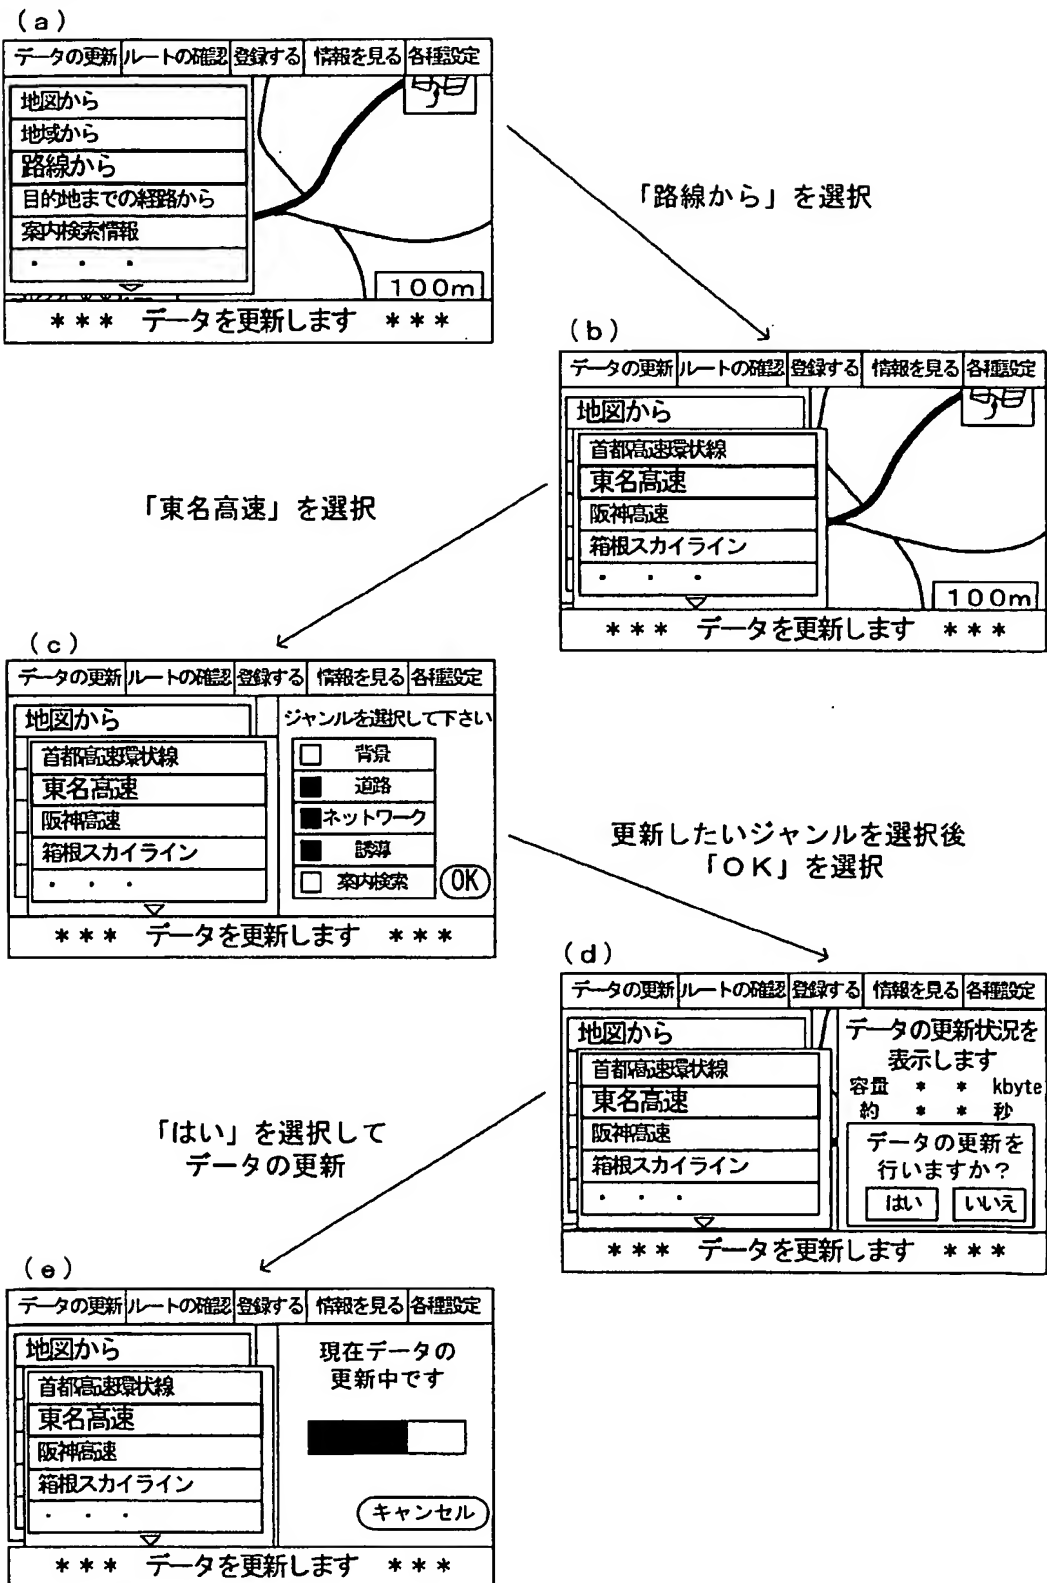 (a)
データの更新 ルートの確認 登録する 情報を見る 各種設定
地図から
地域から
路線から
目的地までの経路から
案内検索情報
・ ・ ・
100m
*** データを更新します ***
「路線から」を選択
(b)
データの更新 ルートの確認 登録する 情報を見る 各種設定
地図から
首都高速環状線
東名高速
阪神高速
箱根スカイライン
・ ・ ・
100m
*** データを更新します ***
「東名高速」を選択
(c)
データの更新 ルートの確認 登録する 情報を見る 各種設定
地図から
首都高速環状線
東名高速
阪神高速
箱根スカイライン
・ ・ ・
ジャンルを選択して下さい
背景
道路
ネットワーク
誘導
案内検索
OK
*** データを更新します ***
更新したいジャンルを選択後
「OK」を選択
(d)
データの更新 ルートの確認 登録する 情報を見る 各種設定
地図から
首都高速環状線
東名高速
阪神高速
箱根スカイライン
・ ・ ・
データの更新状況を
表示します
容量 * * kbyte
約 * * 秒
データの更新を
行いますか?
はい いいえ
*** データを更新します ***
「はい」を選択して
データの更新
(e)
データの更新 ルートの確認 登録する 情報を見る 各種設定
地図から
首都高速環状線
東名高速
阪神高速
箱根スカイライン
・ ・ ・
現在データの
更新中です
キャンセル
*** データを更新します ***